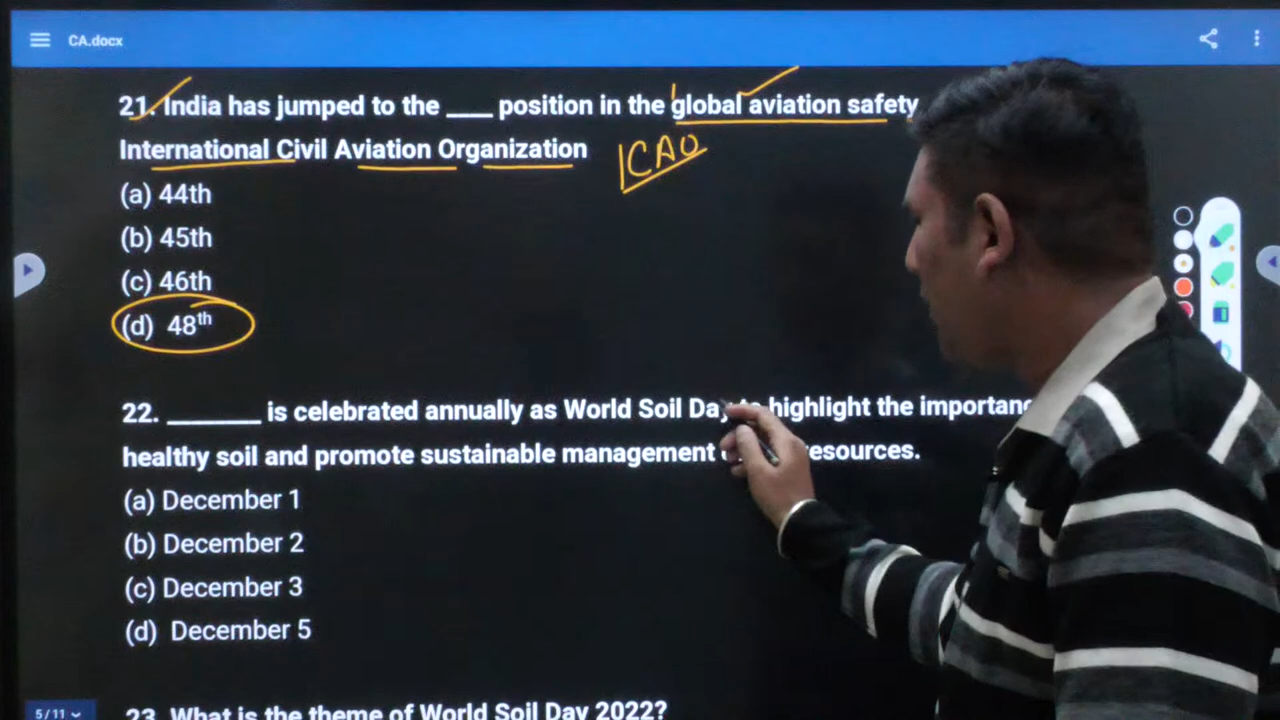 CA.docx
21. India has jumped to the ____ position in the global aviation safety
International Civil Aviation Organization ICAO
(a) 44th
(b) 45th
(c) 46th
(d) 48th
22. _______ is celebrated annually as World Soil Day to highlight the
healthy soil and promote sustainable management resources.
(a) December 1
(b) December 2
(c) December 3
(d) December 5
5/11
23. What is the theme of World Soil Day 2022?